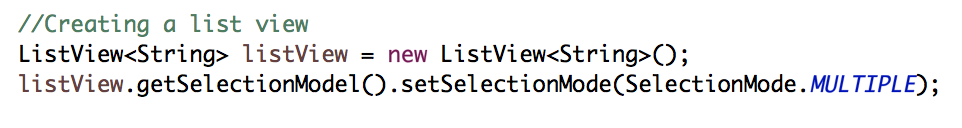 //Creating a list view
ListView<String> listView = new ListView<String>();
listView.getSelectionModel().setSelectionMode(SelectionMode.MULTIPLE);